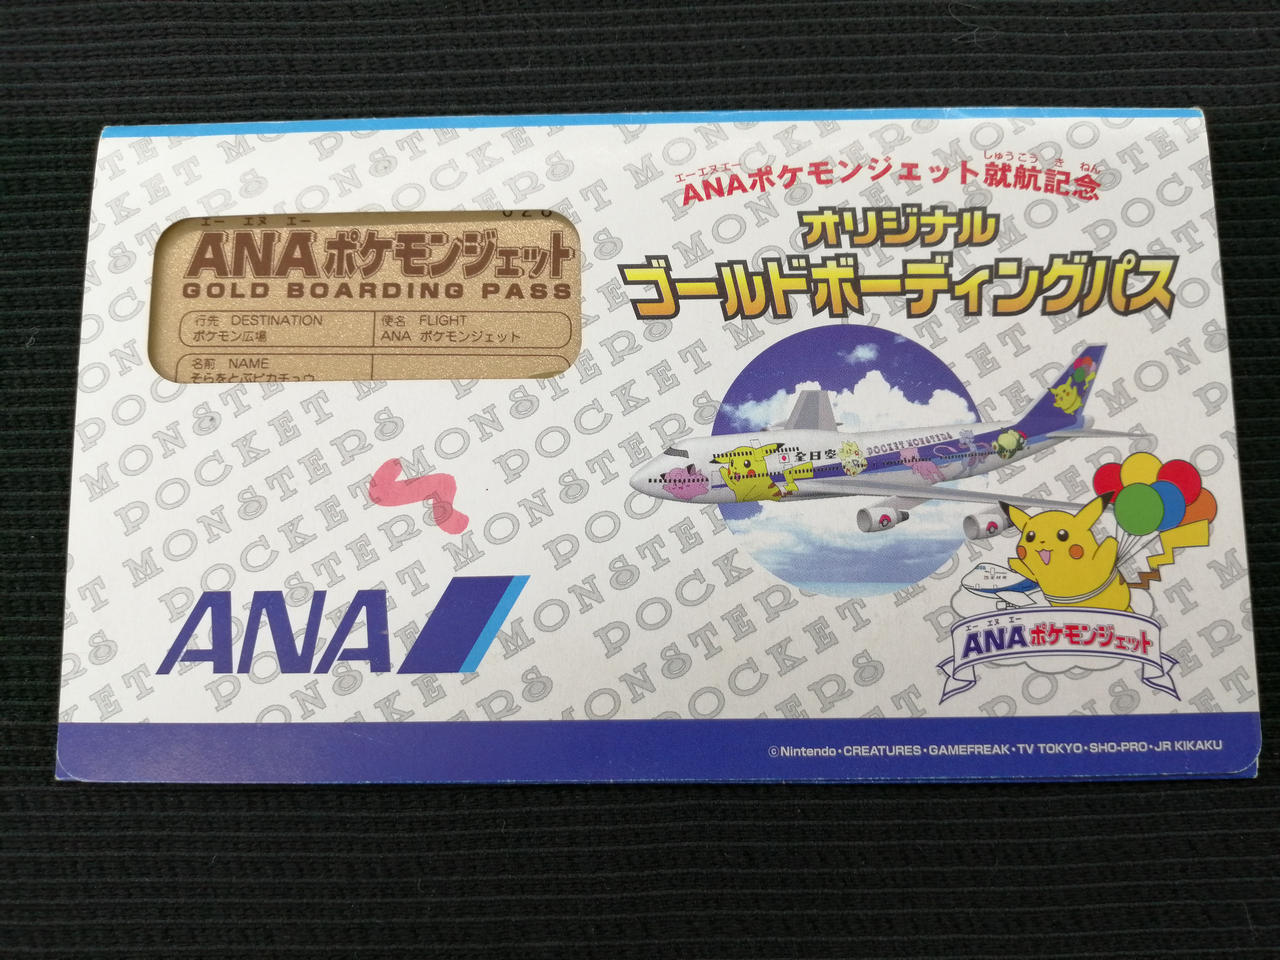 エーエヌエー しゅうこう き ねん
ANAポケモンジェット就航記念
オリジナル
ゴールドボーディングパス
エー エヌ エー
ANAポケモンジェット
GOLD BOARDING PASS
行先 DESTINATION
ポケモン広場
便名 FLIGHT
ANA ポケモンジェット
名前 NAME
そらをとぶピカチュウ
全日空
POCKET MONSTERS
ANA
エー エヌ エー
ANAポケモンジェット
POCKET MONSTERS
©Nintendo・CREATURES・GAMEFREAK・TV TOKYO・SHO-PRO・JR KIKAKU